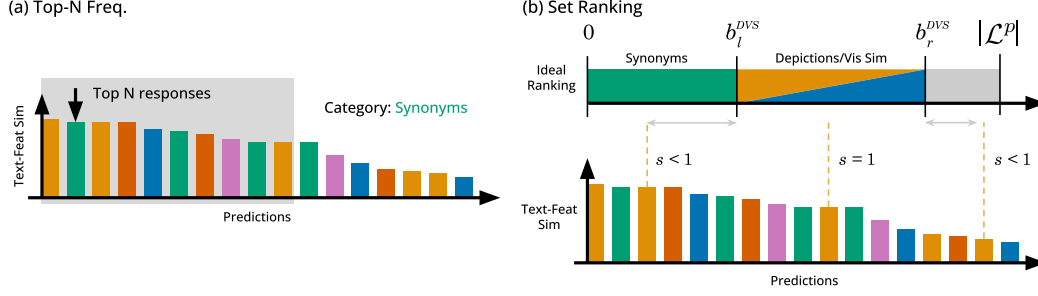 (a) Top-N Freq.
Top N responses
Category: Synonyms
Text-Feat Sim
Predictions
(b) Set Ranking
0
b_l^{DVS}
b_r^{DVS}
|ℒ^p|
Synonyms
Depictions/Vis Sim
Ideal
Ranking
s < 1
s = 1
s < 1
Text-Feat
Sim
Predictions